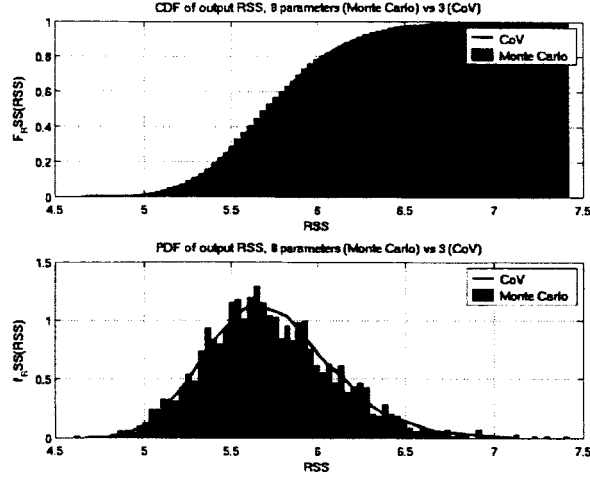 CDF of output RSS, 8 parameters (Monte Carlo) vs 3 (CoV)
1
0.8
0.6
0.4
0.2
0
F_RSS(RSS)
CoV
Monte Carlo
4.5 5 5.5 6 6.5 7 7.5
RSS
PDF of output RSS, 8 parameters (Monte Carlo) vs 3 (CoV)
1.5
1
0.5
0
f_RSS(RSS)
CoV
Monte Carlo
4.5 5 5.5 6 6.5 7 7.5
RSS